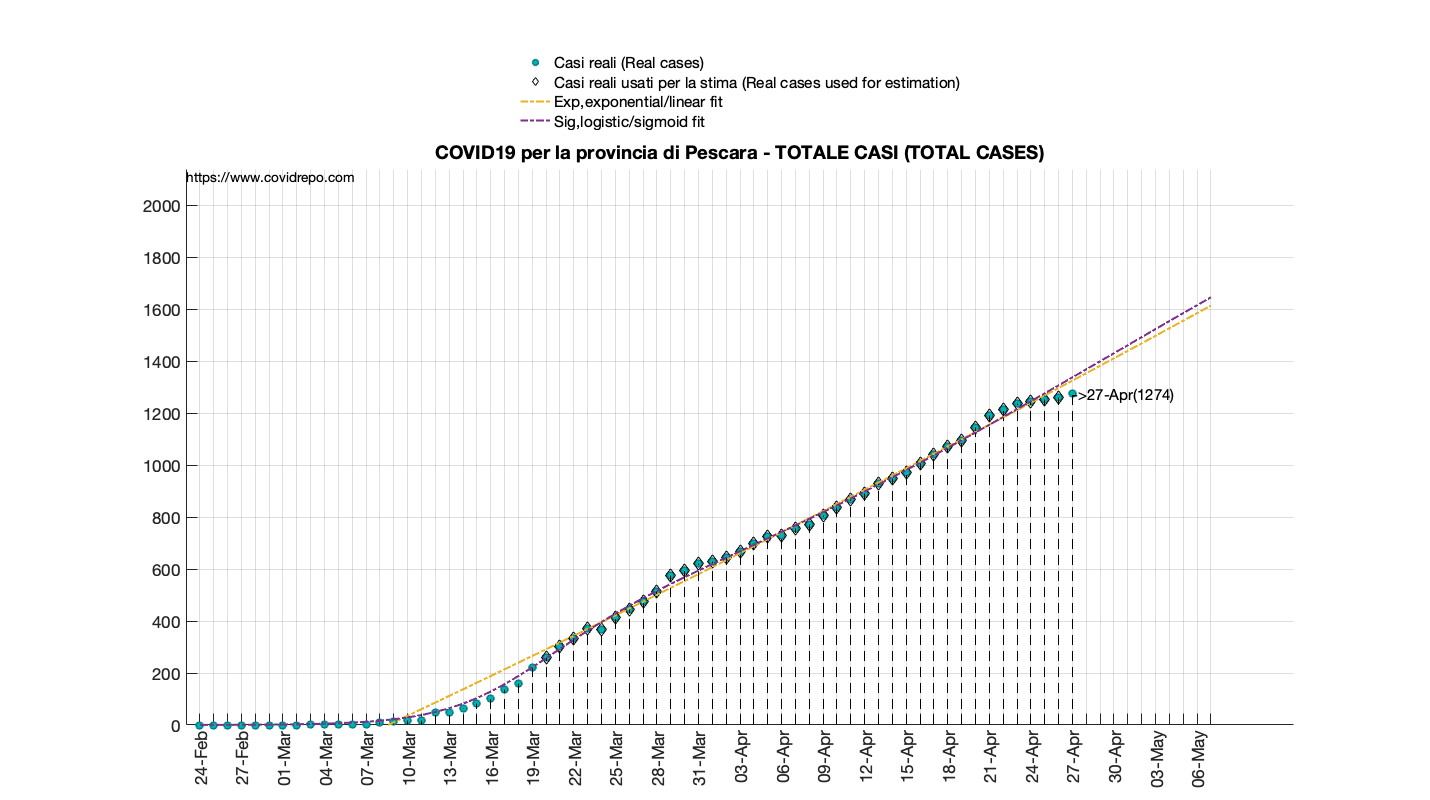 Casi reali (Real cases)
Casi reali usati per la stima (Real cases used for estimation)
Exp,exponential/linear fit
Sig,logistic/sigmoid fit
COVID19 per la provincia di Pescara - TOTALE CASI (TOTAL CASES)
https://www.covidrepo.com
2000
1800
1600
1400
1200
1000
800
600
400
200
0
>27-Apr(1274)
24-Feb
27-Feb
01-Mar
04-Mar
07-Mar
10-Mar
13-Mar
16-Mar
19-Mar
22-Mar
25-Mar
28-Mar
31-Mar
03-Apr
06-Apr
09-Apr
12-Apr
15-Apr
18-Apr
21-Apr
24-Apr
27-Apr
30-Apr
03-May
06-May